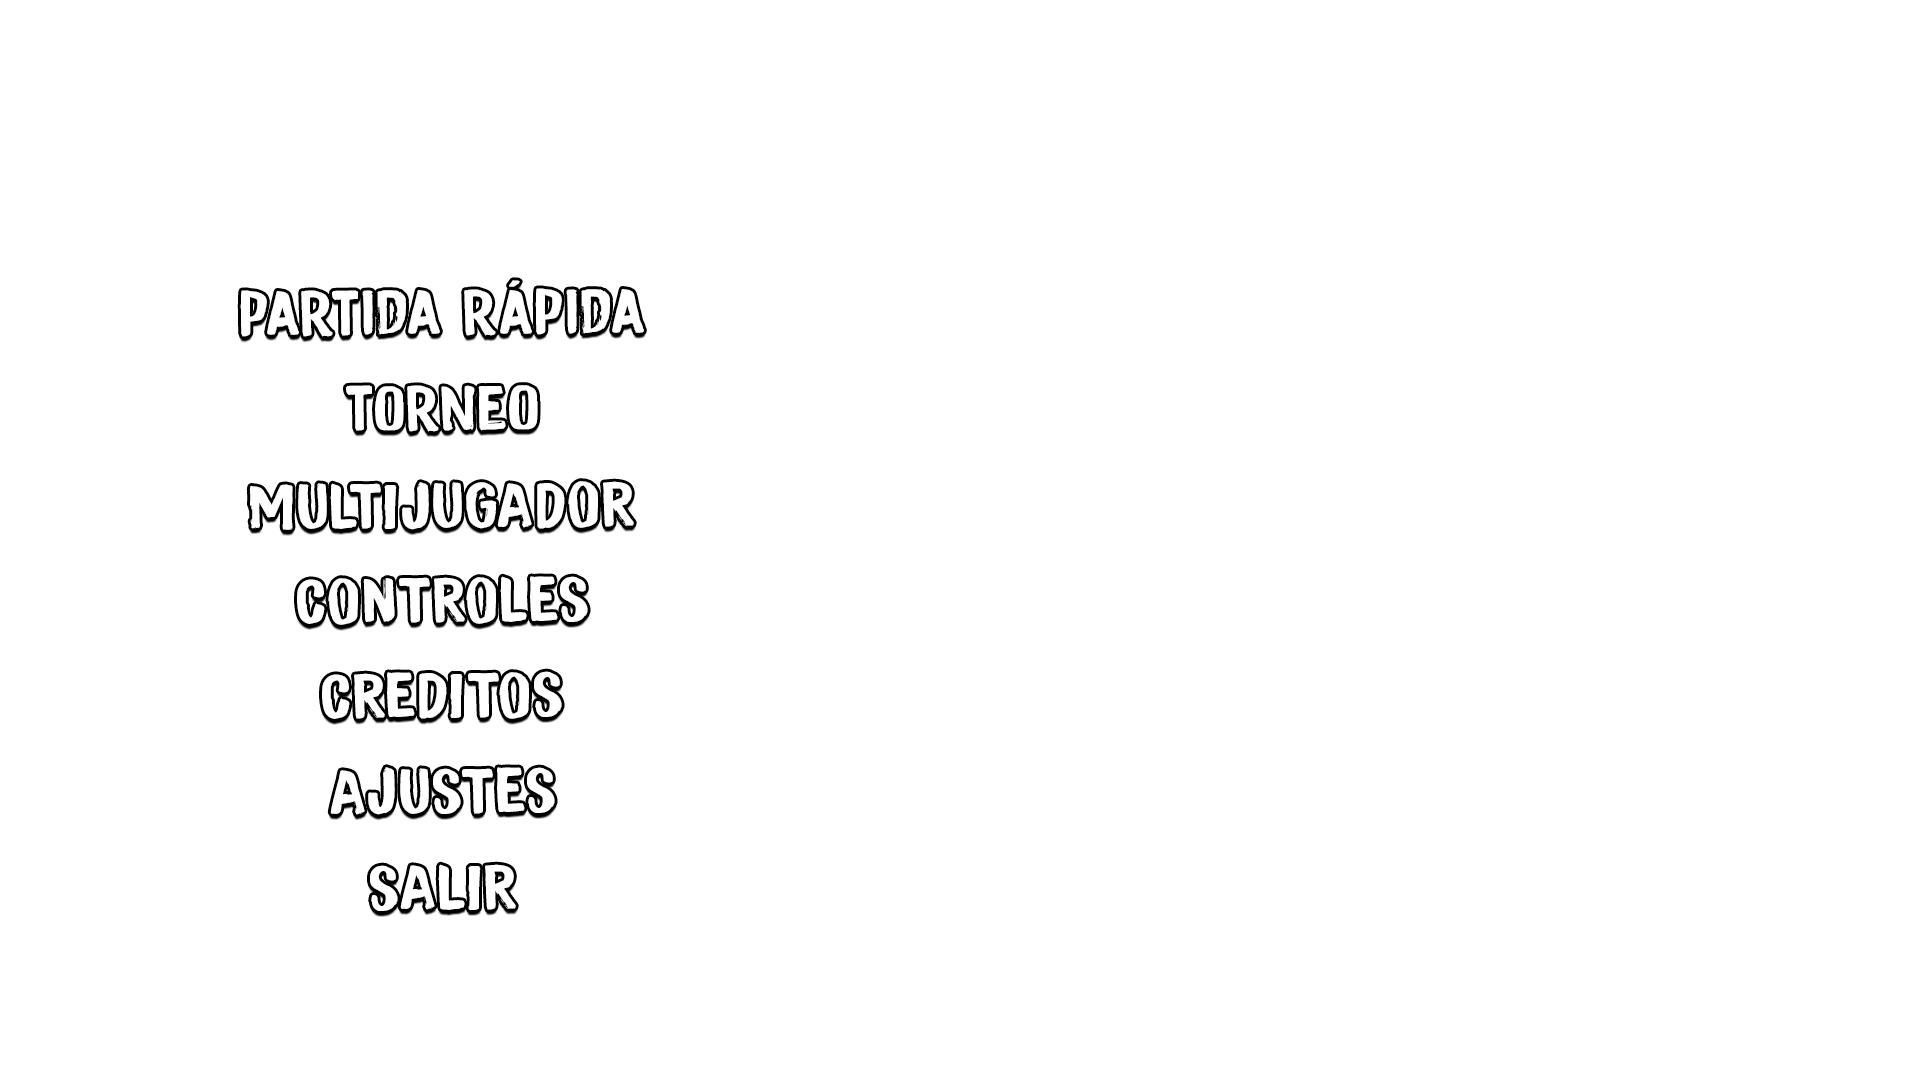 PARTIDA RÁPIDA
TORNEO
MULTIJUGADOR
CONTROLES
CREDITOS
AJUSTES
SALIR